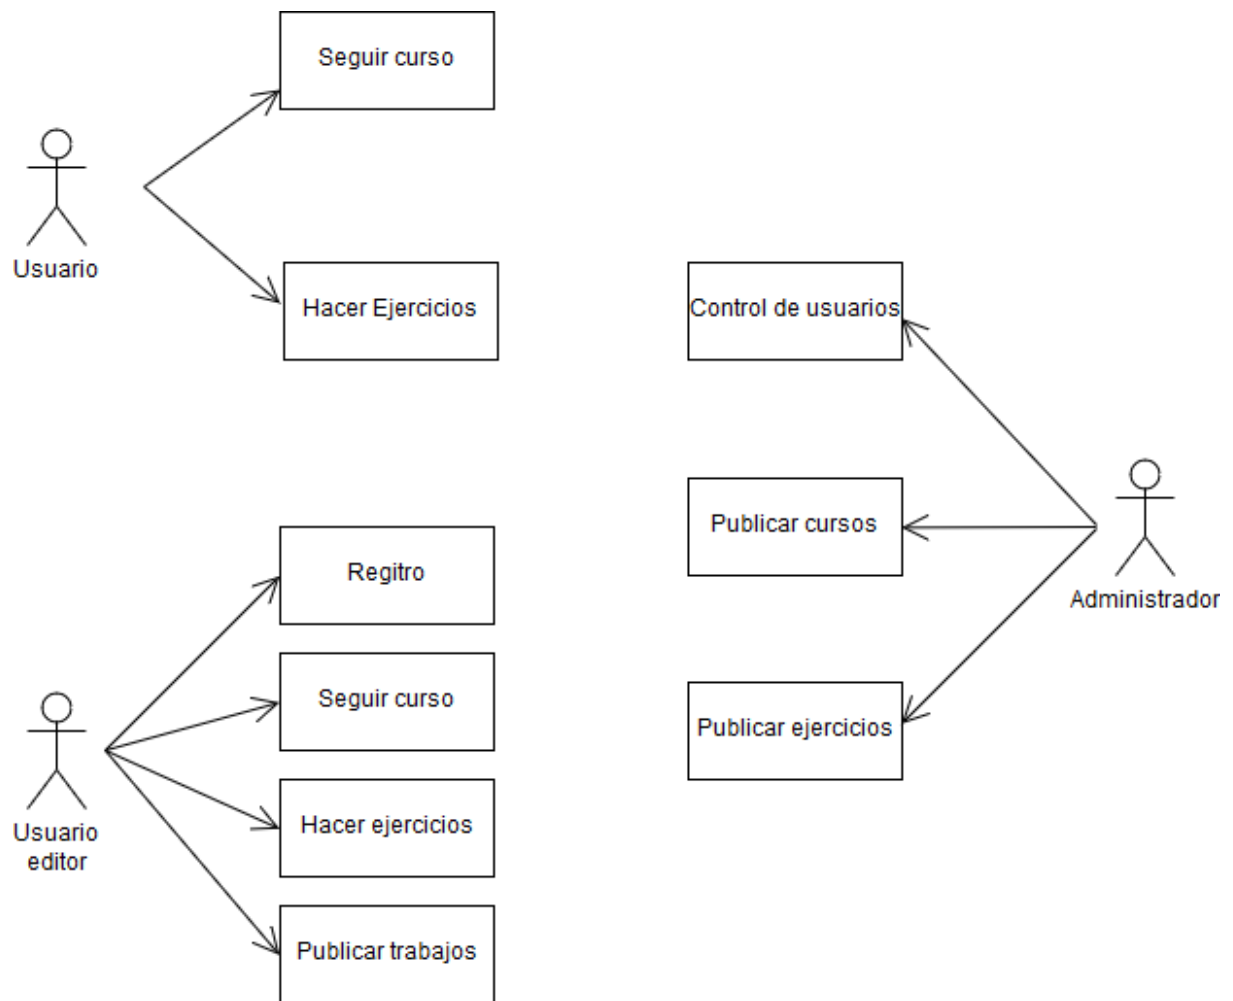 Seguir curso
Usuario
Hacer Ejercicios
Control de usuarios
Publicar cursos
Administrador
Publicar ejercicios
Regitro
Seguir curso
Usuario
editor
Hacer ejercicios
Publicar trabajos